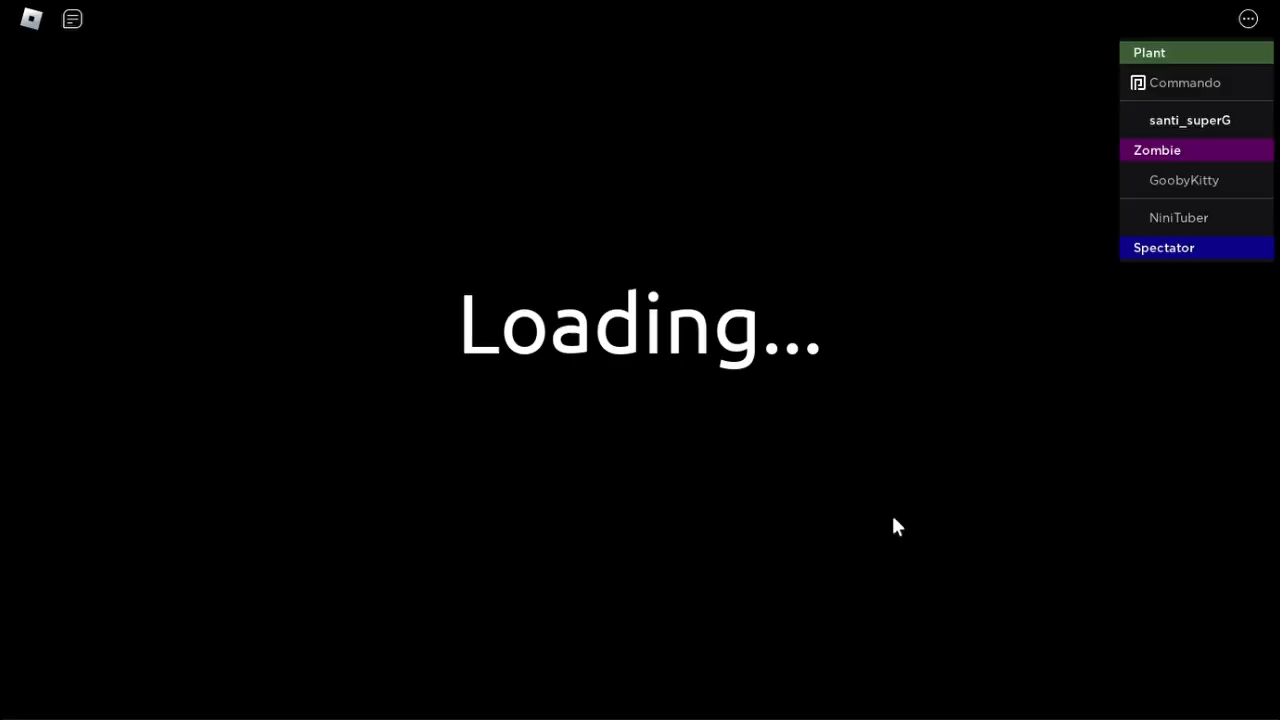 Plant
Commando
santi_superG
Zombie
GoobyKitty
NiniTuber
Spectator
Loading...